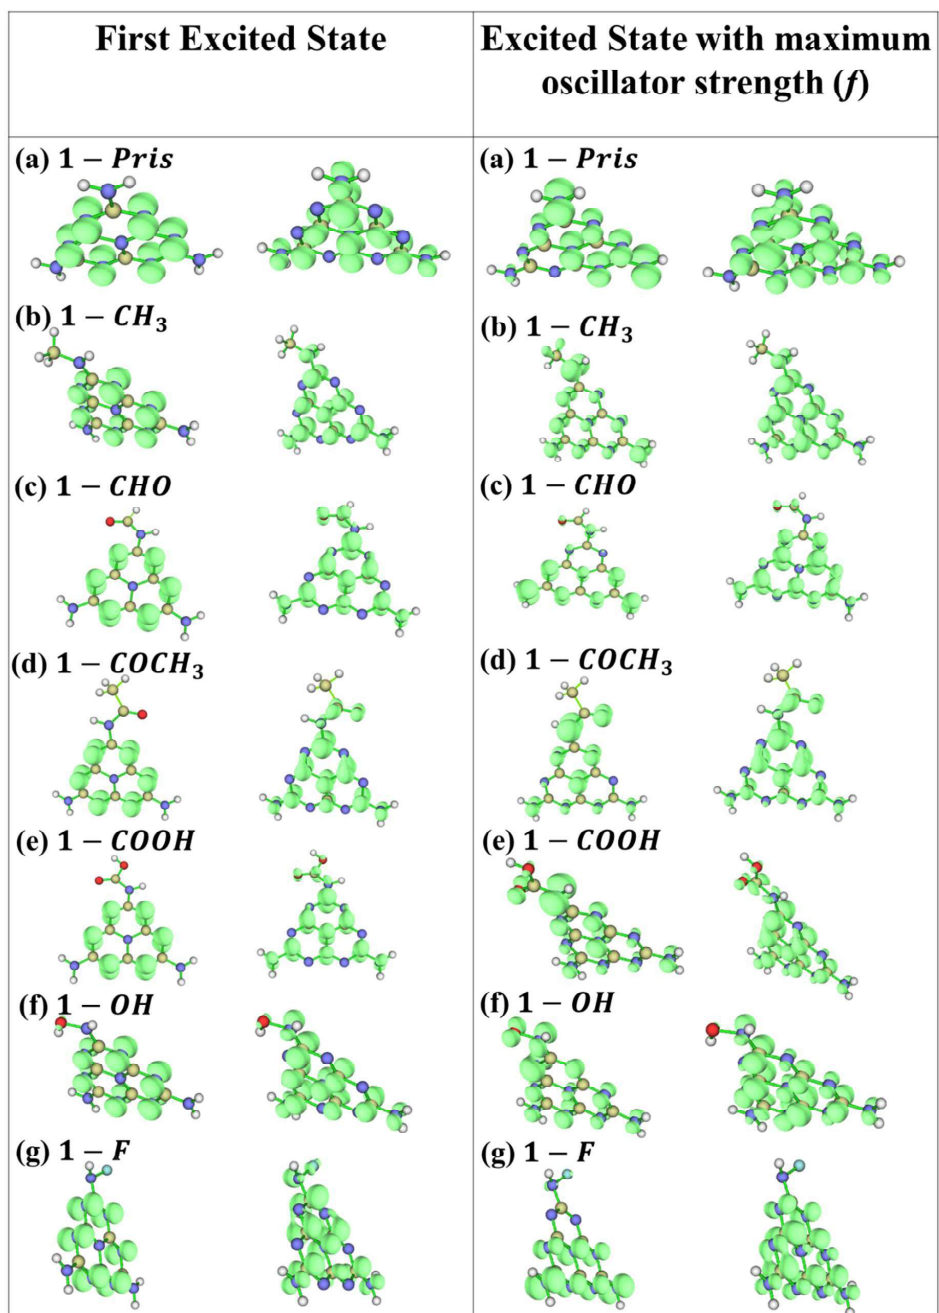 First Excited State
Excited State with maximum
oscillator strength (f)
(a) 1 − Pris
(a) 1 − Pris
(b) 1 − CH₃
(b) 1 − CH₃
(c) 1 − CHO
(c) 1 − CHO
(d) 1 − COCH₃
(d) 1 − COCH₃
(e) 1 − COOH
(e) 1 − COOH
(f) 1 − OH
(f) 1 − OH
(g) 1 − F
(g) 1 − F